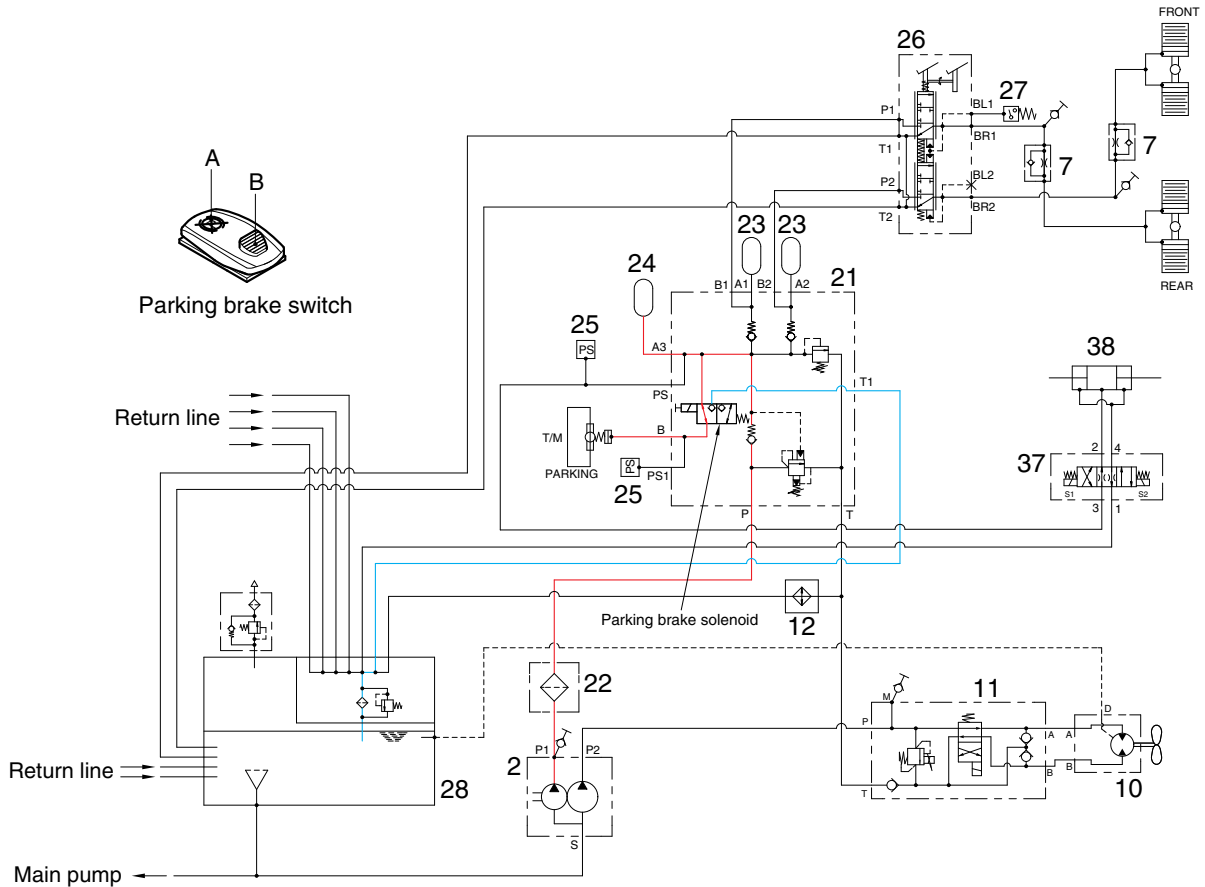 FRONT
26
27
BL1
P1
BR1
T1
7
7
BL2
P2
BR2
T2
A
B
Parking brake switch
23
23
24
B1
A1
B2
A2
21
REAR
25
PS
A3
38
T1
PS
Return line
T/M
B
2
4
PARKING
PS
PS1
37
25
S1
S2
3
1
P
T
Parking brake solenoid
12
22
M
11
D
P
A
A
P1
P2
2
Return line
B
B
28
T
10
S
Main pump